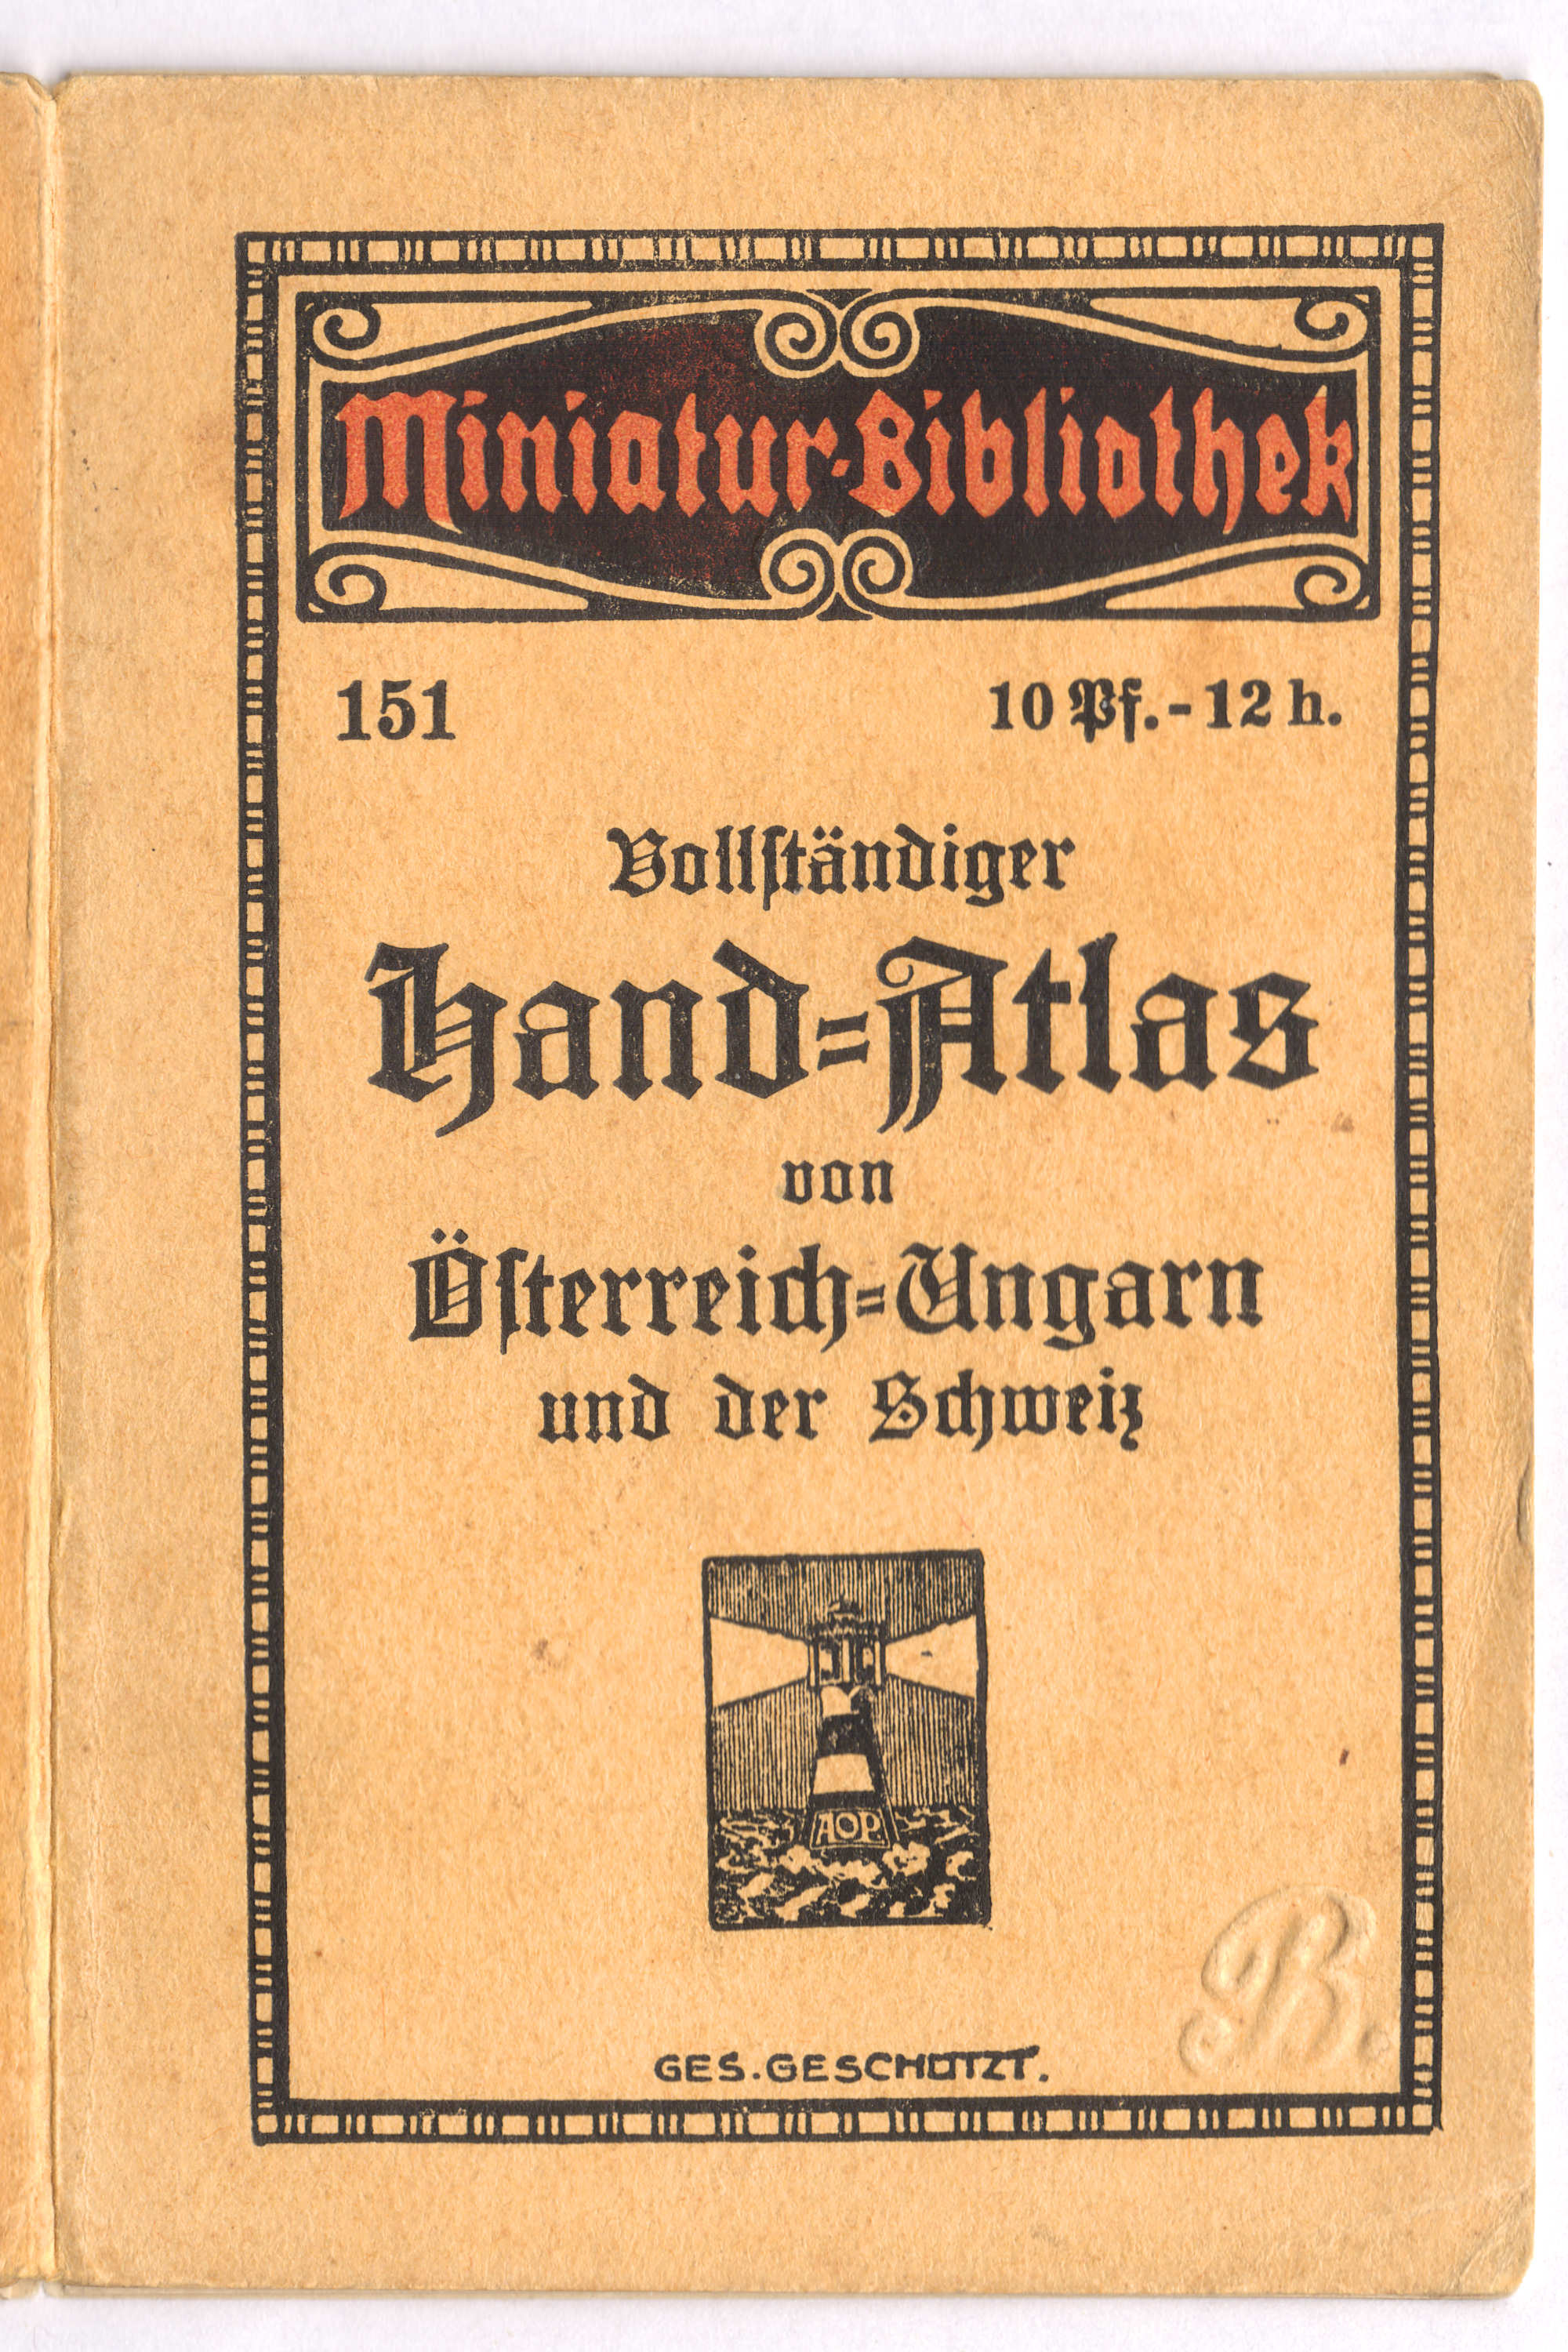 Miniatur-Bibliothek
151 10 Pf.-12 h.
Vollſtändiger
Hand=Atlas
von
Öſterreich=Ungarn
und der Schweiz
AOP.
GES. GESCHÜTZT.
R.